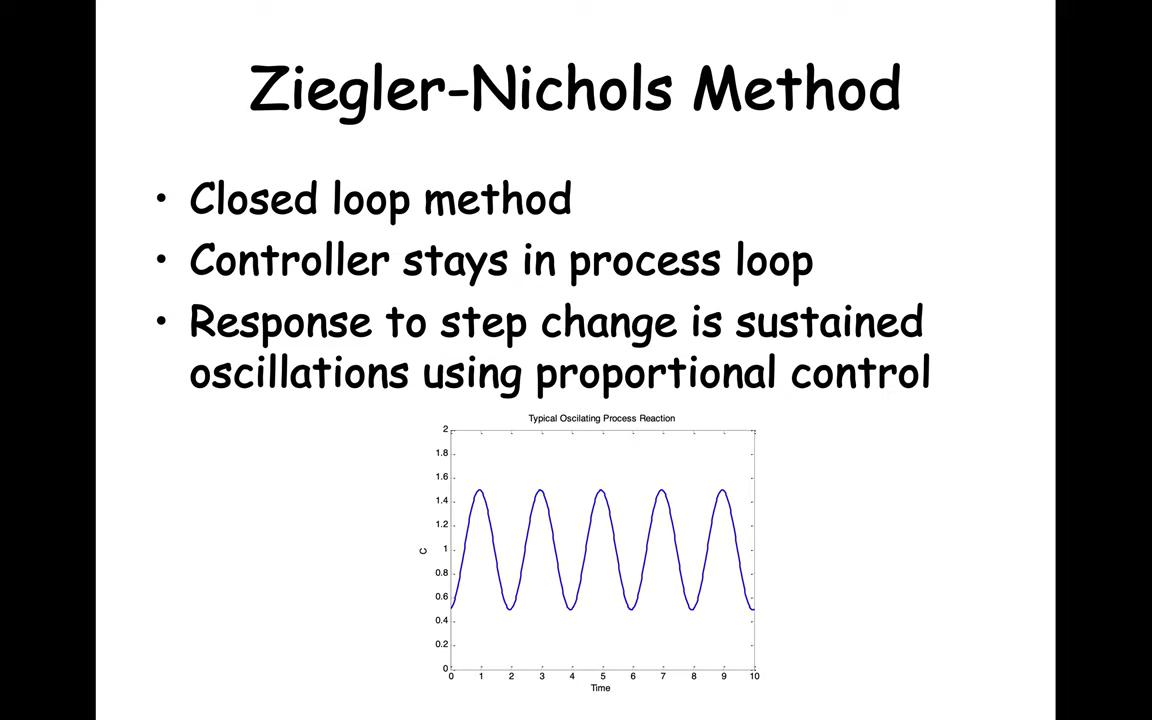 Ziegler-Nichols Method
• Closed loop method
• Controller stays in process loop
• Response to step change is sustained
oscillations using proportional control
Typical Oscilating Process Reaction
2
1.8
1.6
1.4
1.2
1
0.8
0.6
0.4
0.2
0
C
0 1 2 3 4 5 6 7 8 9 10
Time